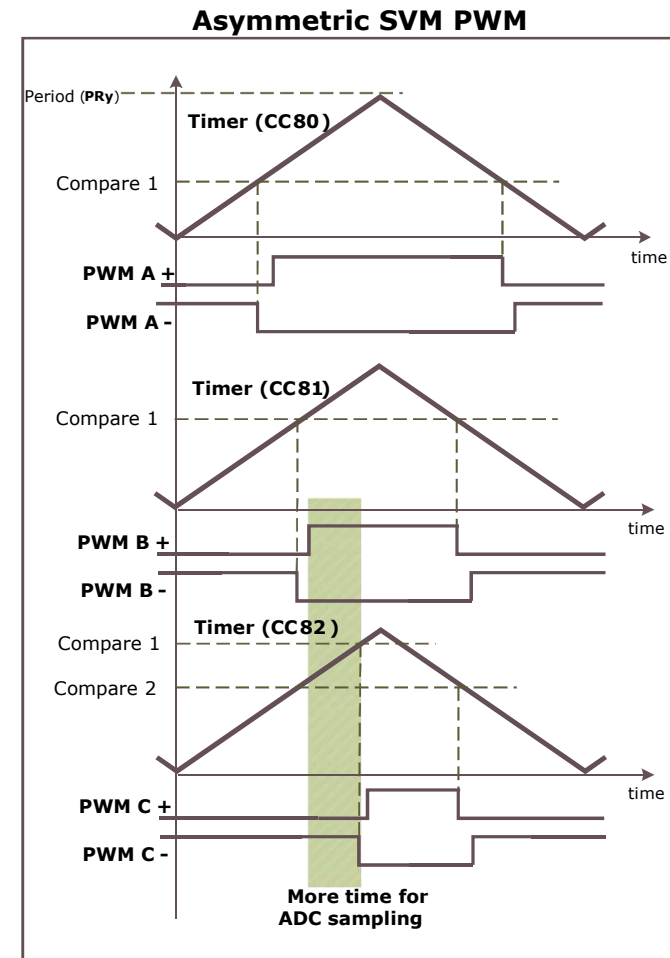 Asymmetric SVM PWM
Period (PRy)
Timer (CC80)
Compare 1
time
PWM A +
PWM A -
Timer (CC81)
Compare 1
time
PWM B +
PWM B -
Timer (CC82 )
Compare 1
Compare 2
time
PWM C +
PWM C -
More time for
ADC sampling